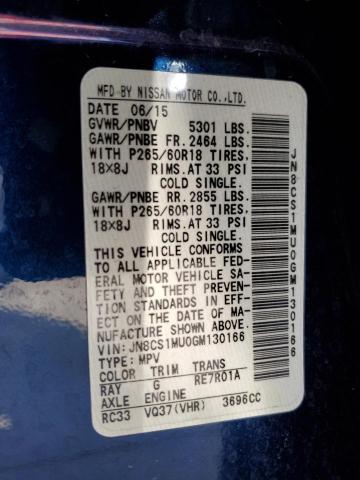 MFD BY NISSAN MOTOR CO.,LTD.
DATE 06/15
GVWR/PNBV 5301 LBS.
GAWR/PNBE FR. 2464 LBS.
WITH P265/60R18 TIRES.
18X8J RIMS.AT 33 PSI
COLD SINGLE.
GAWR/PNBE RR. 2855 LBS.
WITH P265/60R18 TIRES.
18X8J RIMS.AT 33 PSI
COLD SINGLE.
THIS VEHICLE CONFORMS
TO ALL APPLICABLE FED-
ERAL MOTOR VEHICLE SA-
FETY AND THEFT PREVEN-
TION STANDARDS IN EFFECT
ON THE DATE OF MANUFACTURE
SHOWN ABOVE.
VIN:JN8CS1MU0GM130166
TYPE:MPV
COLOR TRIM TRANS
RAY G RE7R01A
AXLE ENGINE
RC33 VQ37(VHR) 3696CC
JN8CS1MU0GM130166